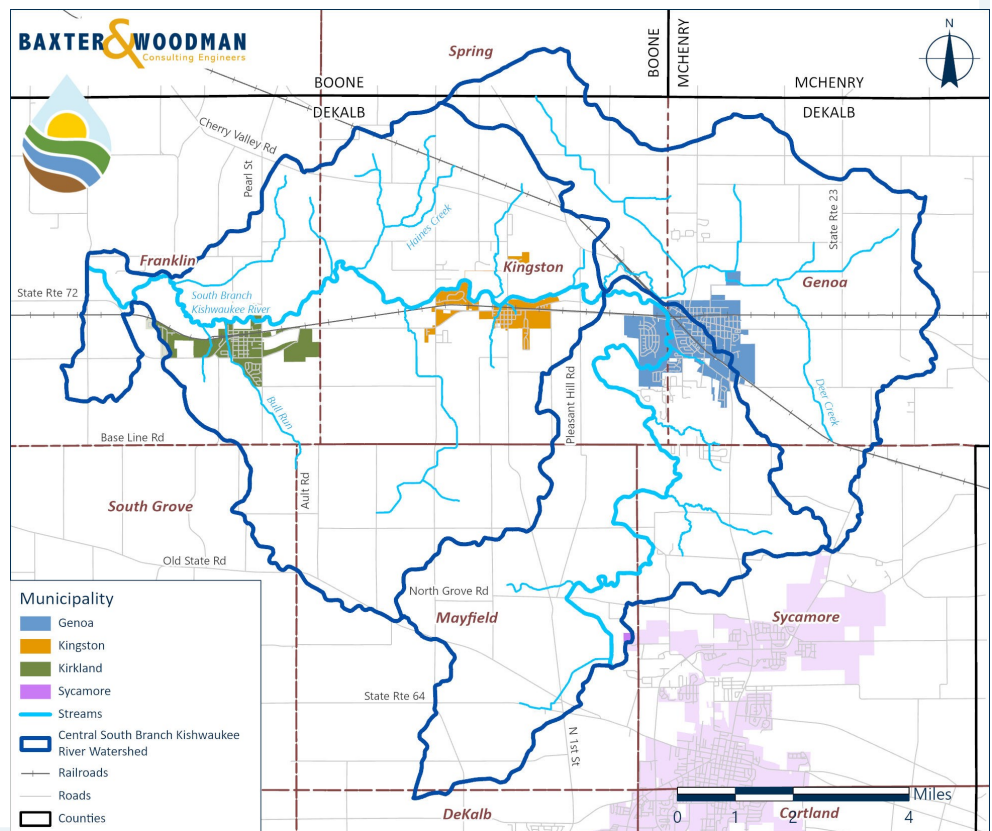 BAXTER & WOODMAN
Consulting Engineers
N
Spring
BOONE
MCHENRY
BOONE
MCHENRY
DEKALB
DEKALB
Cherry Valley Rd
Pearl St
State Rte 23
Haines Creek
Franklin
Kingston
Genoa
State Rte 72
South Branch
Kishwaukee River
Pleasant Hill Rd
Deer Creek
Bull Run
Base Line Rd
Ault Rd
South Grove
Old State Rd
North Grove Rd
Mayfield
Sycamore
State Rte 64
N 1st St
DeKalb
Cortland
Municipality
Genoa
Kingston
Kirkland
Sycamore
Streams
Central South Branch Kishwaukee
River Watershed
Railroads
Roads
Counties
Miles
0 1 2 4